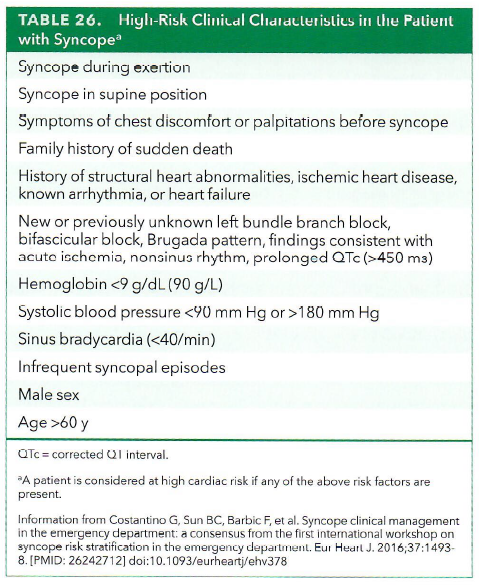 TABLE 26. High-Risk Clinical Characteristics in the Patient
with Syncopeª
Syncope during exertion
Syncope in supine position
Symptoms of chest discomfort or palpitations before syncope
Family history of sudden death
History of structural heart abnormalities, ischemic heart disease,
known arrhythmia, or heart failure
New or previously unknown left bundle branch block,
bifascicular block, Brugada pattern, findings consistent with
acute ischemia, nonsinus rhythm, prolonged QTc (>450 ms)
Hemoglobin <9 g/dL (90 g/L)
Systolic blood pressure <90 mm Hg or >180 mm Hg
Sinus bradycardia (<40/min)
Infrequent syncopal episodes
Male sex
Age >60 y
QTc = corrected QT interval.
ªA patient is considered at high cardiac risk if any of the above risk factors are
present.
Information from Costantino G, Sun BC, Barbic F, et al. Syncope clinical management
in the emergency department: a consensus from the first international workshop on
syncope risk stratification in the emergency department. Eur Heart J. 2016;37:1493-
8. [PMID: 26242712] doi:10.1093/eurheartj/ehv378